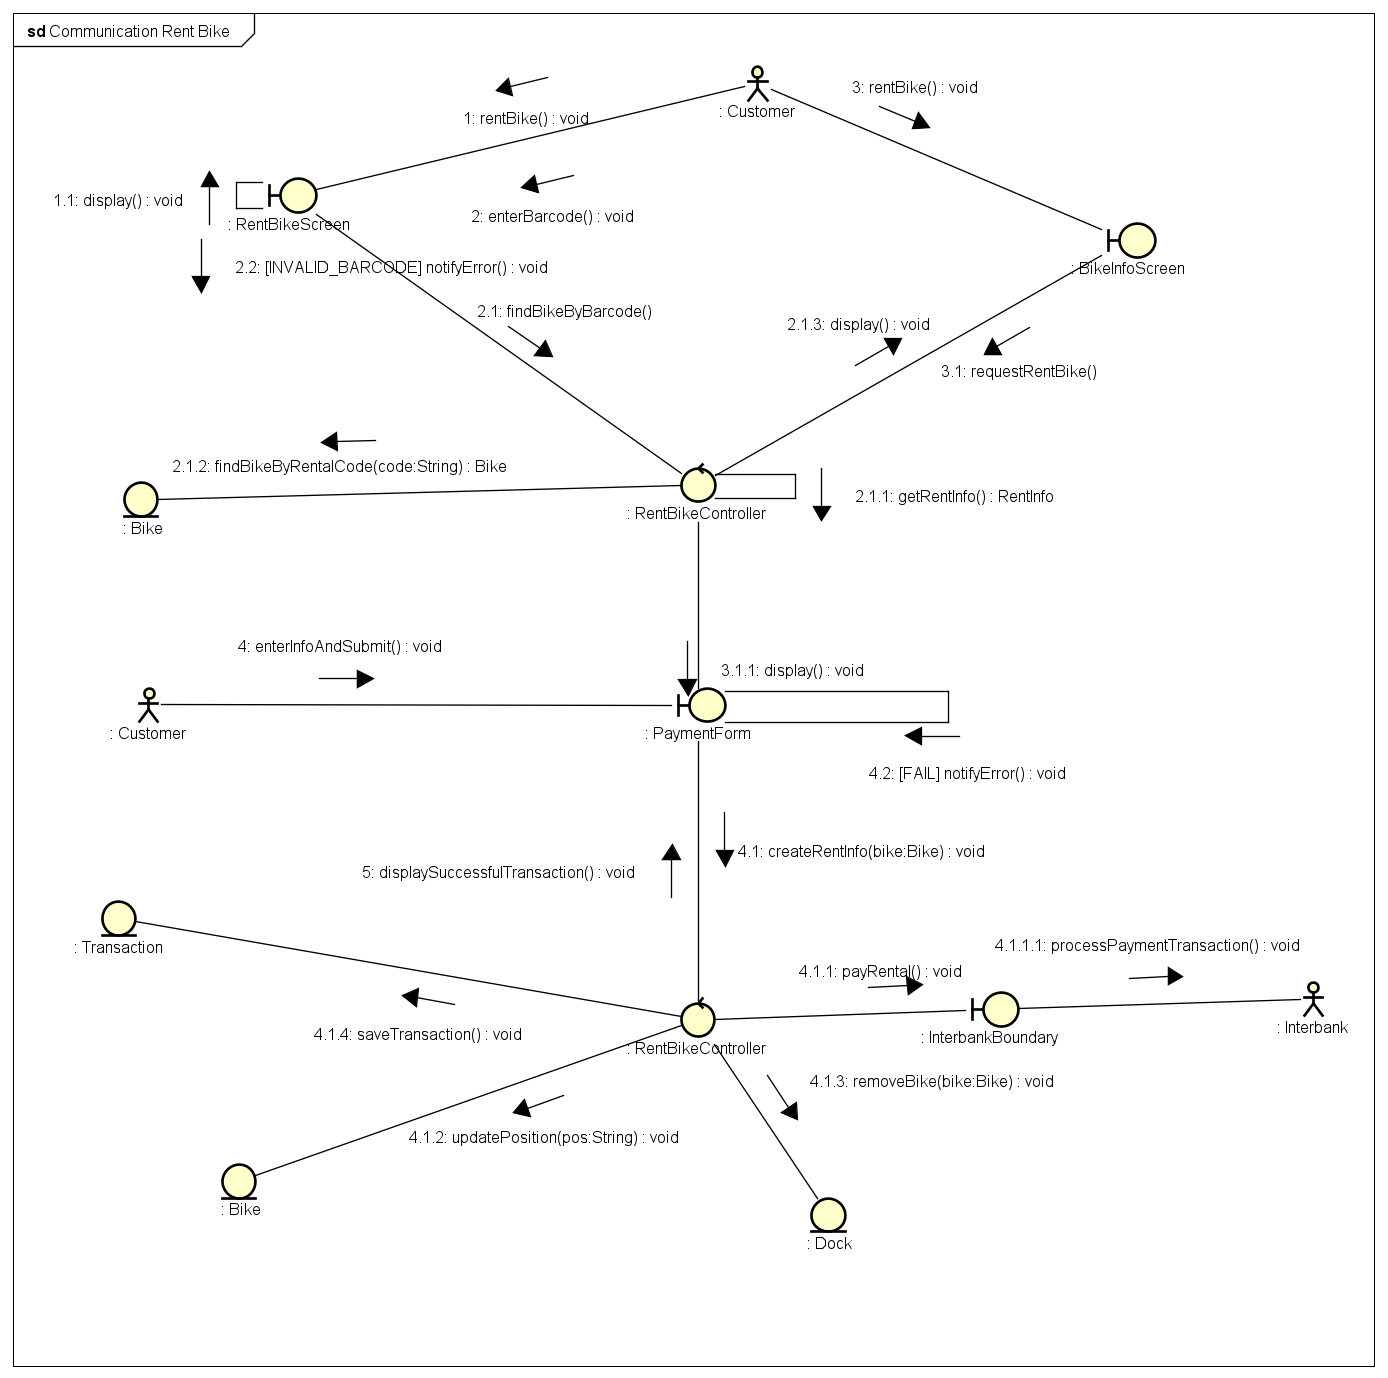 sd Communication Rent Bike
3: rentBike() : void
: Customer
1: rentBike() : void
1.1: display() : void
2: enterBarcode() : void
: RentBikeScreen
2.2: [INVALID_BARCODE] notifyError() : void
: BikeInfoScreen
2.1: findBikeByBarcode()
2.1.3: display() : void
3.1: requestRentBike()
2.1.2: findBikeByRentalCode(code:String) : Bike
2.1.1: getRentInfo() : RentInfo
: RentBikeController
: Bike
4: enterInfoAndSubmit() : void
3.1.1: display() : void
: Customer
: PaymentForm
4.2: [FAIL] notifyError() : void
4.1: createRentInfo(bike:Bike) : void
5: displaySuccessfulTransaction() : void
: Transaction
4.1.1.1: processPaymentTransaction() : void
4.1.1: payRental() : void
: Interbank
4.1.4: saveTransaction() : void
: InterbankBoundary
: RentBikeController
4.1.3: removeBike(bike:Bike) : void
4.1.2: updatePosition(pos:String) : void
: Bike
: Dock